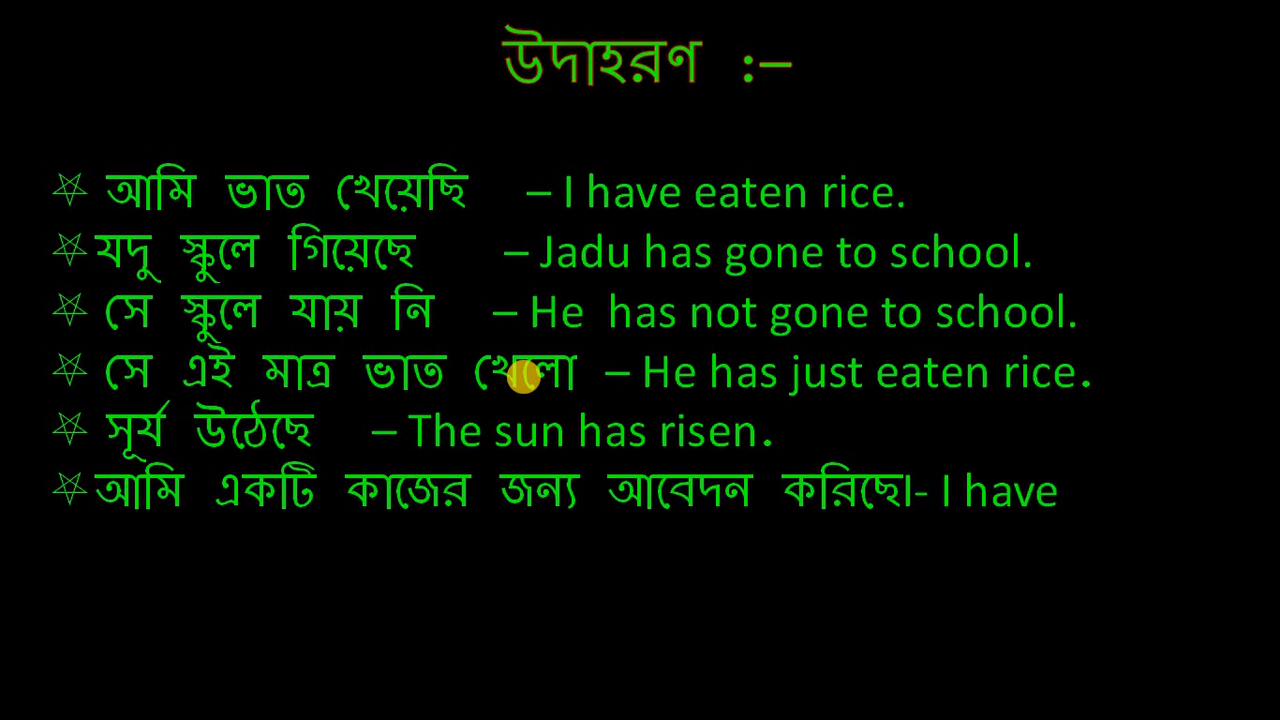 উদাহরণ :–
আমি ভাত খেয়েছি – I have eaten rice.
যদু স্কুলে গিয়েছে – Jadu has gone to school.
সে স্কুলে যায় নি – He has not gone to school.
সে এই মাত্র ভাত খেলো – He has just eaten rice.
সূর্য উঠেছে – The sun has risen.
আমি একটি কাজের জন্য আবেদন করিছে।- I have